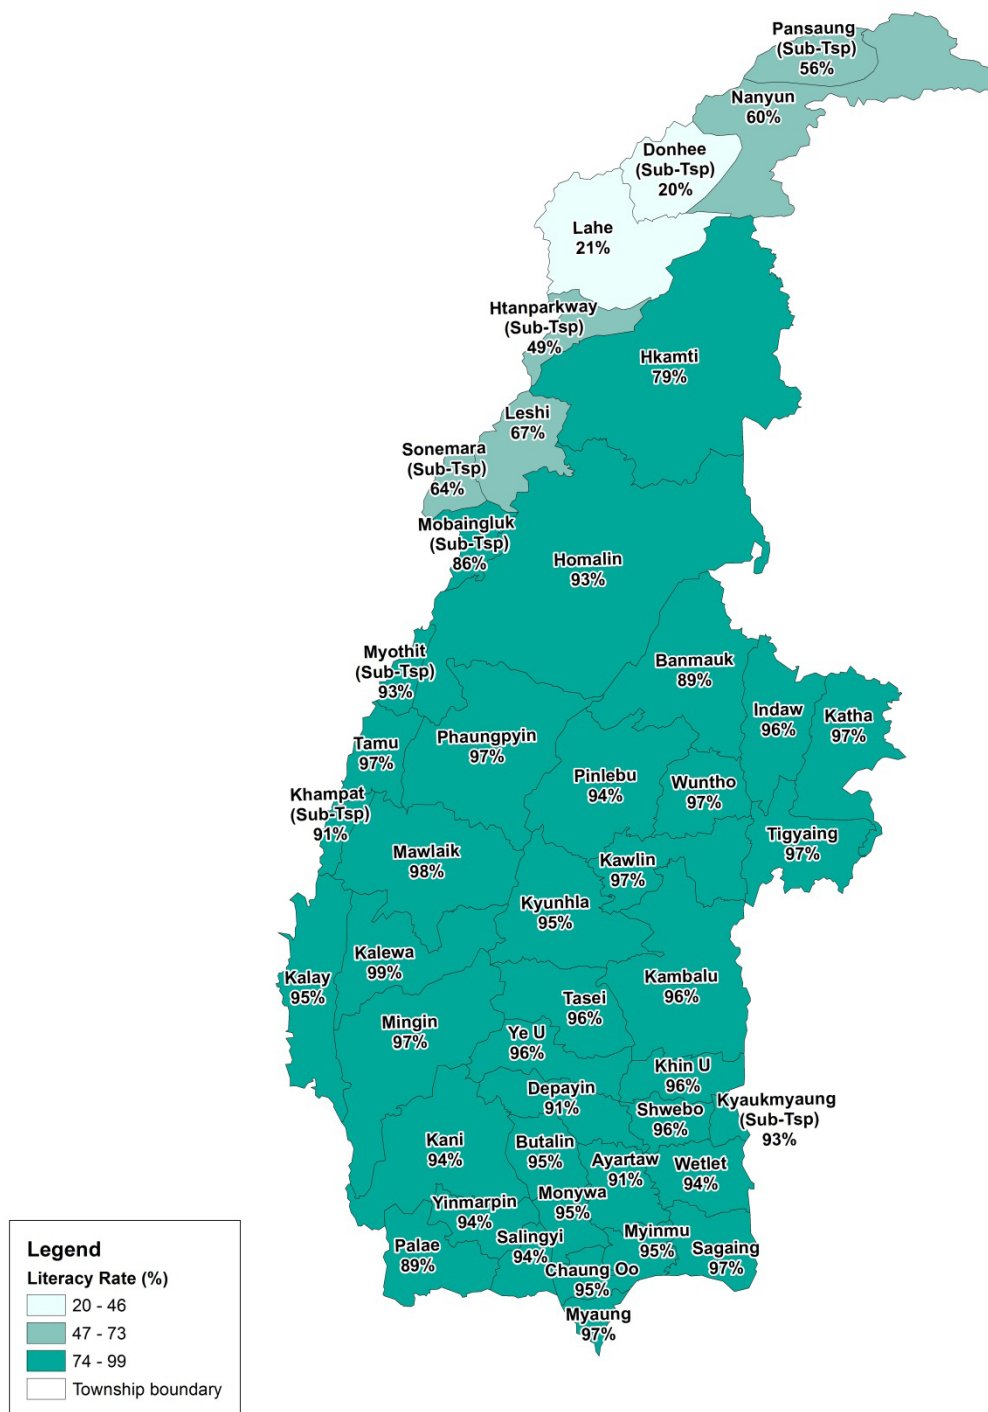 Pansaung
(Sub-Tsp)
56%
Nanyun
60%
Donhee
(Sub-Tsp)
20%
Lahe
21%
Htanparkway
(Sub-Tsp)
49%
Hkamti
79%
Leshi
67%
Sonemara
(Sub-Tsp)
64%
Mobaingluk
(Sub-Tsp)
86%
Homalin
93%
Myothit
(Sub-Tsp)
93%
Banmauk
89%
Indaw
96%
Katha
97%
Tamu
97%
Phaungpyin
97%
Pinlebu
94%
Wuntho
97%
Khampat
(Sub-Tsp)
91%
Mawlaik
98%
Kawlin
97%
Tigyaing
97%
Kyunhla
95%
Kalewa
99%
Kalay
95%
Kambalu
96%
Tasei
96%
Mingin
97%
Ye U
96%
Khin U
96%
Depayin
91%
Shwebo
96%
Kyaukmyaung
(Sub-Tsp)
93%
Kani
94%
Butalin
95%
Ayartaw
91%
Wetlet
94%
Monywa
95%
Yinmarpin
94%
Salingyi
94%
Myinmu
95%
Sagaing
97%
Palae
89%
Chaung Oo
95%
Myaung
97%
Legend
Literacy Rate (%)
20 - 46
47 - 73
74 - 99
Township boundary